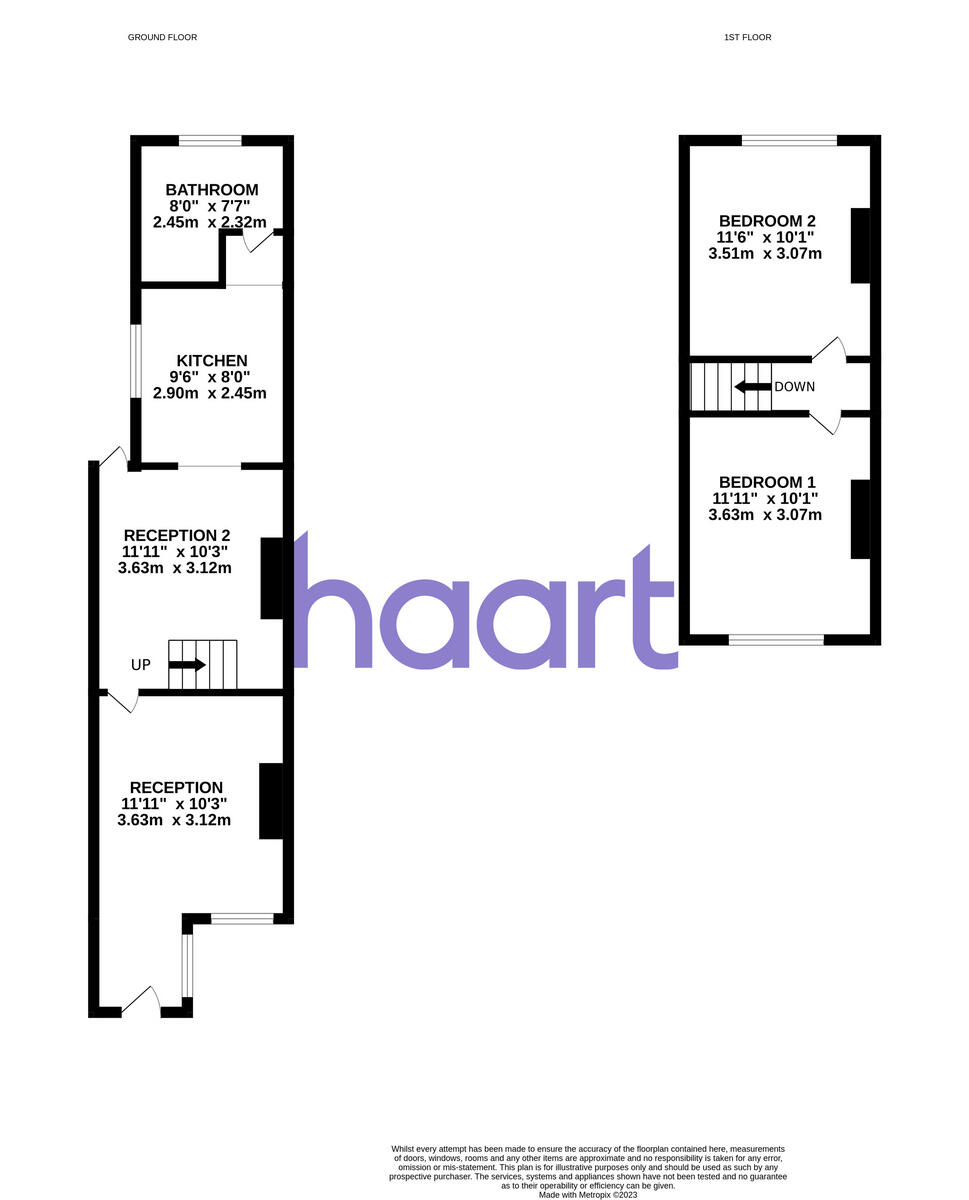 GROUND FLOOR
1ST FLOOR
BATHROOM
8'0" x 7'7"
2.45m x 2.32m
KITCHEN
9'6" x 8'0"
2.90m x 2.45m
RECEPTION 2
11'11" x 10'3"
3.63m x 3.12m
UP
RECEPTION
11'11" x 10'3"
3.63m x 3.12m
haart
BEDROOM 2
11'6" x 10'1"
3.51m x 3.07m
DOWN
BEDROOM 1
11'11" x 10'1"
3.63m x 3.07m
Whilst every attempt has been made to ensure the accuracy of the floorplan contained here, measurements
of doors, windows, rooms and any other items are approximate and no responsibility is taken for any error,
omission or mis-statement. This plan is for illustrative purposes only and should be used as such by any
prospective purchaser. The services, systems and appliances shown have not been tested and no guarantee
as to their operability or efficiency can be given.
Made with Metropix ©2023